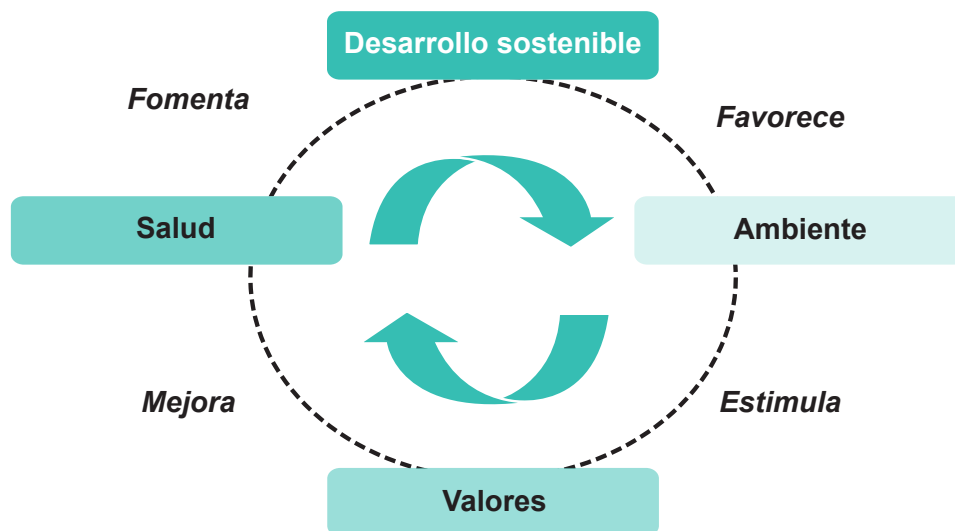 Desarrollo sostenible
Fomenta
Favorece
Salud
Ambiente
Mejora
Estimula
Valores